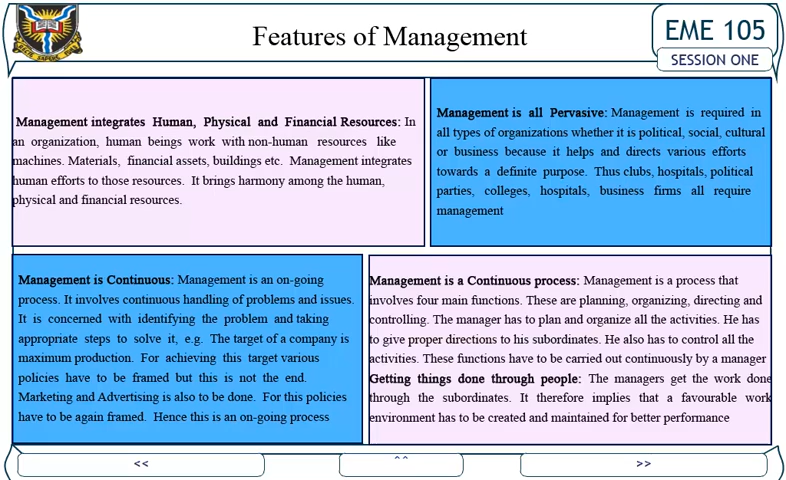 Features of Management
EME 105
SESSION ONE
Management integrates Human, Physical and Financial Resources: In
an organization, human beings work with non-human resources like
machines. Materials, financial assets, buildings etc. Management integrates
human efforts to those resources. It brings harmony among the human,
physical and financial resources.
Management is all Pervasive: Management is required in
all types of organizations whether it is political, social, cultural
or business because it helps and directs various efforts
towards a definite purpose. Thus clubs, hospitals, political
parties, colleges, hospitals, business firms all require
management
Management is Continuous: Management is an on-going
process. It involves continuous handling of problems and issues.
It is concerned with identifying the problem and taking
appropriate steps to solve it, e.g. The target of a company is
maximum production. For achieving this target various
policies have to be framed but this is not the end.
Marketing and Advertising is also to be done. For this policies
have to be again framed. Hence this is an on-going process
Management is a Continuous process: Management is a process that
involves four main functions. These are planning, organizing, directing and
controlling. The manager has to plan and organize all the activities. He has
to give proper directions to his subordinates. He also has to control all the
activities. These functions have to be carried out continuously by a manager
Getting things done through people: The managers get the work done
through the subordinates. It therefore implies that a favourable work
environment has to be created and maintained for better performance
<<
^^
>>